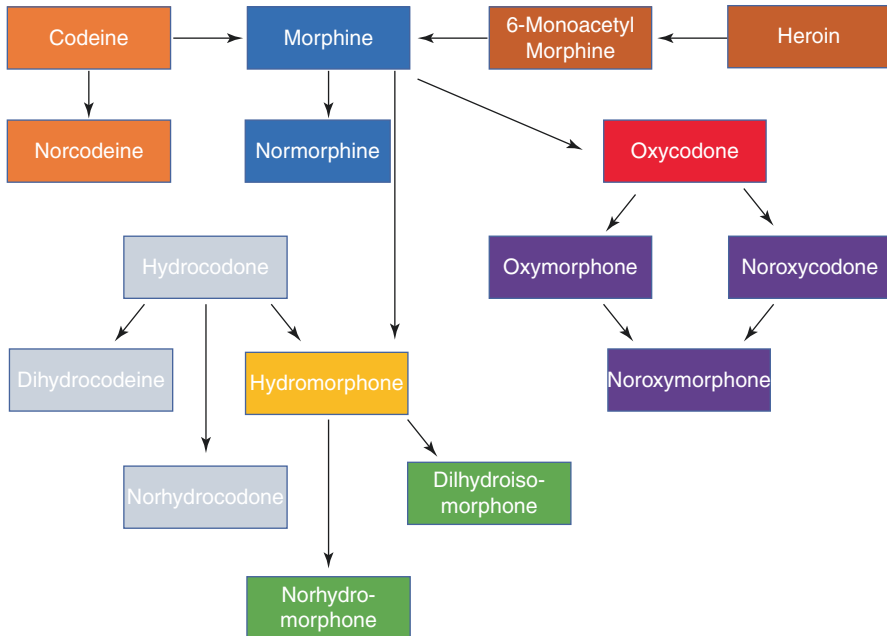 Codeine
Morphine
6-Monoacetyl
Morphine
Heroin
Norcodeine
Normorphine
Oxycodone
Hydrocodone
Oxymorphone
Noroxycodone
Dihydrocodeine
Hydromorphone
Noroxymorphone
Norhydrocodone
Dilhydroiso-
morphone
Norhydro-
morphone